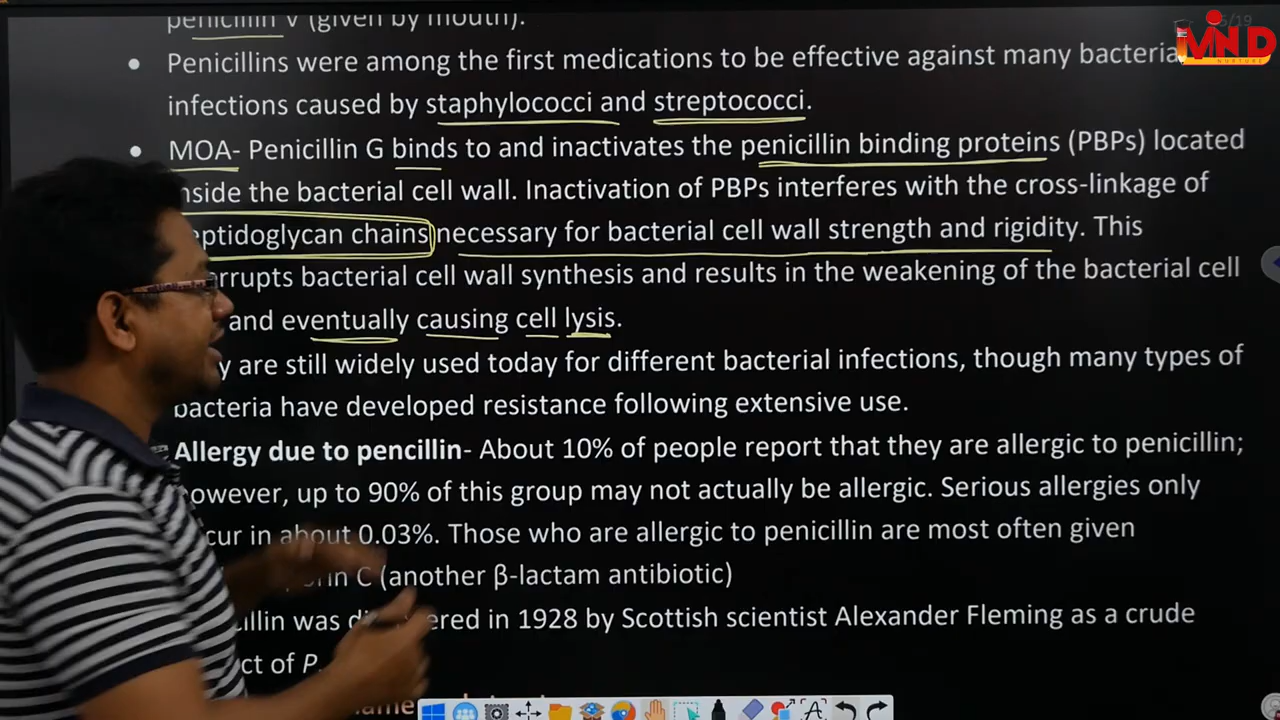 penicillin V (given by mouth).
5/19
MIND
NURTURE
• Penicillins were among the first medications to be effective against many bacteria
infections caused by staphylococci and streptococci.
• MOA- Penicillin G binds to and inactivates the penicillin binding proteins (PBPs) located
nside the bacterial cell wall. Inactivation of PBPs interferes with the cross-linkage of
eptidoglycan chains necessary for bacterial cell wall strength and rigidity. This
rrupts bacterial cell wall synthesis and results in the weakening of the bacterial cell
and eventually causing cell lysis.
y are still widely used today for different bacterial infections, though many types of
bacteria have developed resistance following extensive use.
Allergy due to pencillin- About 10% of people report that they are allergic to penicillin;
owever, up to 90% of this group may not actually be allergic. Serious allergies only
cur in about 0.03%. Those who are allergic to penicillin are most often given
C (another β-lactam antibiotic)
illin was d ered in 1928 by Scottish scientist Alexander Fleming as a crude
ct of P.
ame